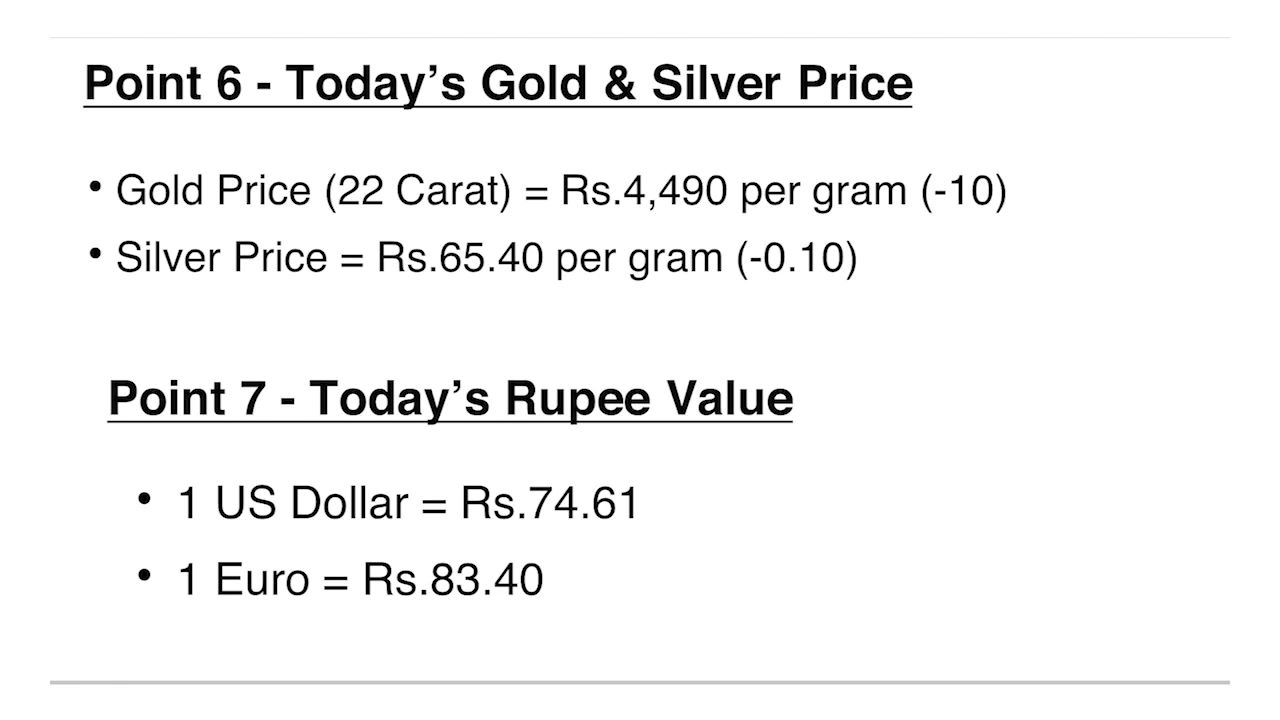 Point 6 - Today’s Gold & Silver Price
• Gold Price (22 Carat) = Rs.4,490 per gram (-10)
• Silver Price = Rs.65.40 per gram (-0.10)
Point 7 - Today’s Rupee Value
• 1 US Dollar = Rs.74.61
• 1 Euro = Rs.83.40